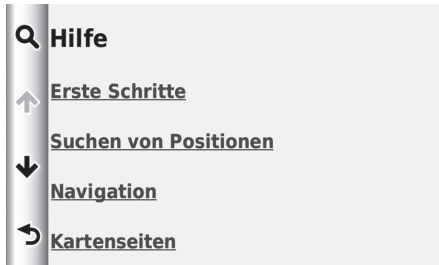 Hilfe
Erste Schritte
Suchen von Positionen
Navigation
Kartenseiten